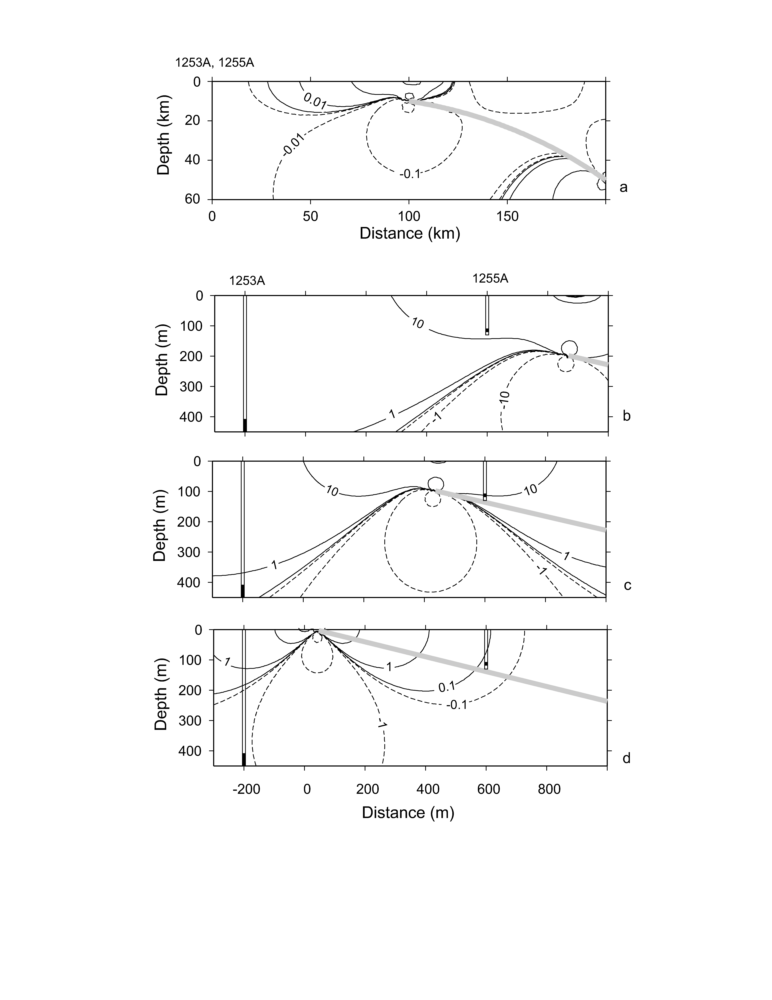 1253A, 1255A
0
20
40
60
Depth (km)
0.01
-0.01
-0.1
a
0 50 100 150
Distance (km)
1253A 1255A
0
100
200
300
400
Depth (m)
10
1
-1
-10
b
0
100
200
300
400
Depth (m)
10 10
1 1
-1
c
0
100
200
300
400
Depth (m)
1 1
0.1
-0.1
-1
d
-200 0 200 400 600 800
Distance (m)